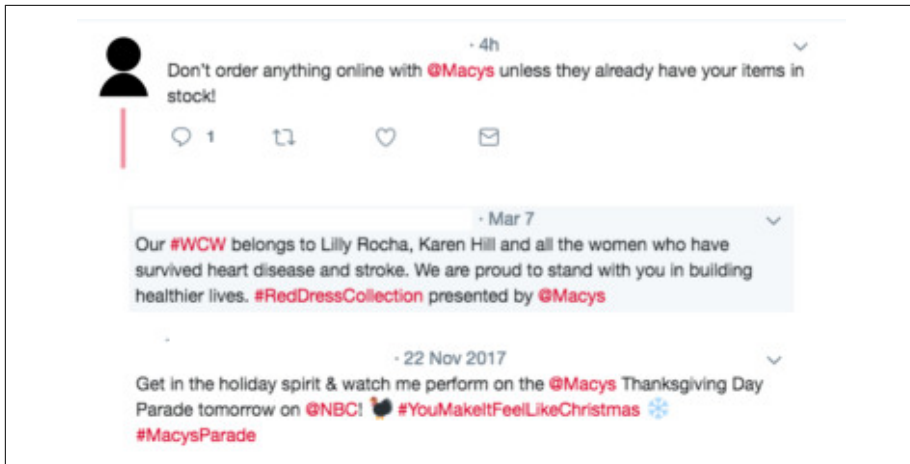 · 4h
Don't order anything online with @Macys unless they already have your items in
stock!
1
· Mar 7
Our #WCW belongs to Lilly Rocha, Karen Hill and all the women who have
survived heart disease and stroke. We are proud to stand with you in building
healthier lives. #RedDressCollection presented by @Macys
· 22 Nov 2017
Get in the holiday spirit & watch me perform on the @Macys Thanksgiving Day
Parade tomorrow on @NBC! 🦃 #YouMakeItFeelLikeChristmas ❄️
#MacysParade